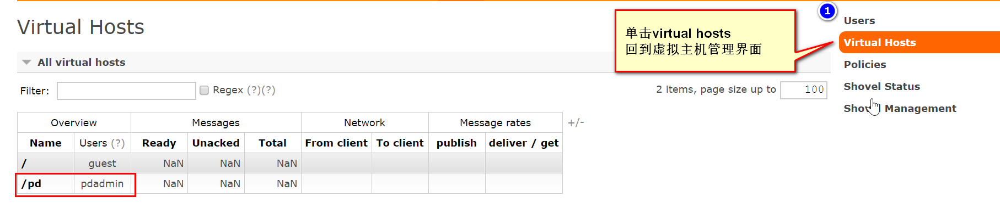 Virtual Hosts
All virtual hosts
Filter:
Regex (?)(?)
2 items, page size up to 100
Overview Messages Network Message rates +/-
Name Users (?) Ready Unacked Total From client To client publish deliver / get
/ guest NaN NaN NaN
/pd pdadmin NaN NaN NaN
单击virtual hosts
回到虚拟主机管理界面
1
Users
Virtual Hosts
Policies
Shovel Status
Management